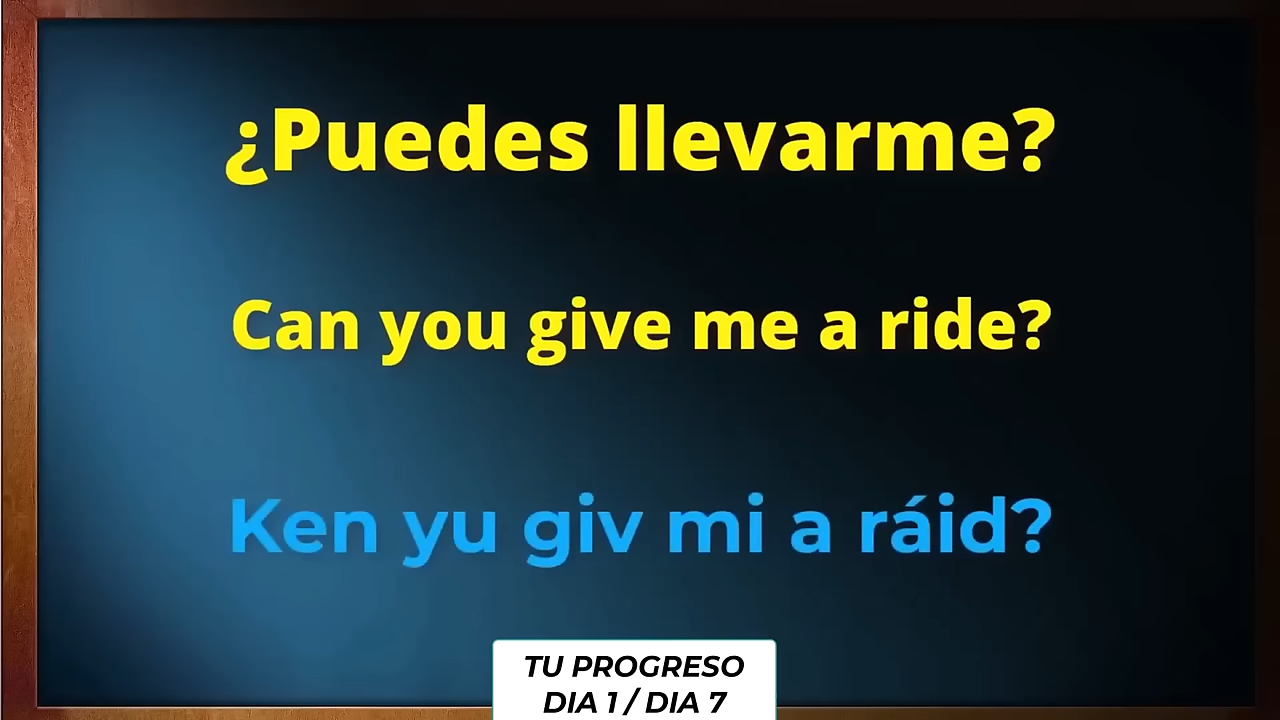 ¿Puedes llevarme?
Can you give me a ride?
Ken yu giv mi a ráid?
TU PROGRESO
DIA 1 / DIA 7